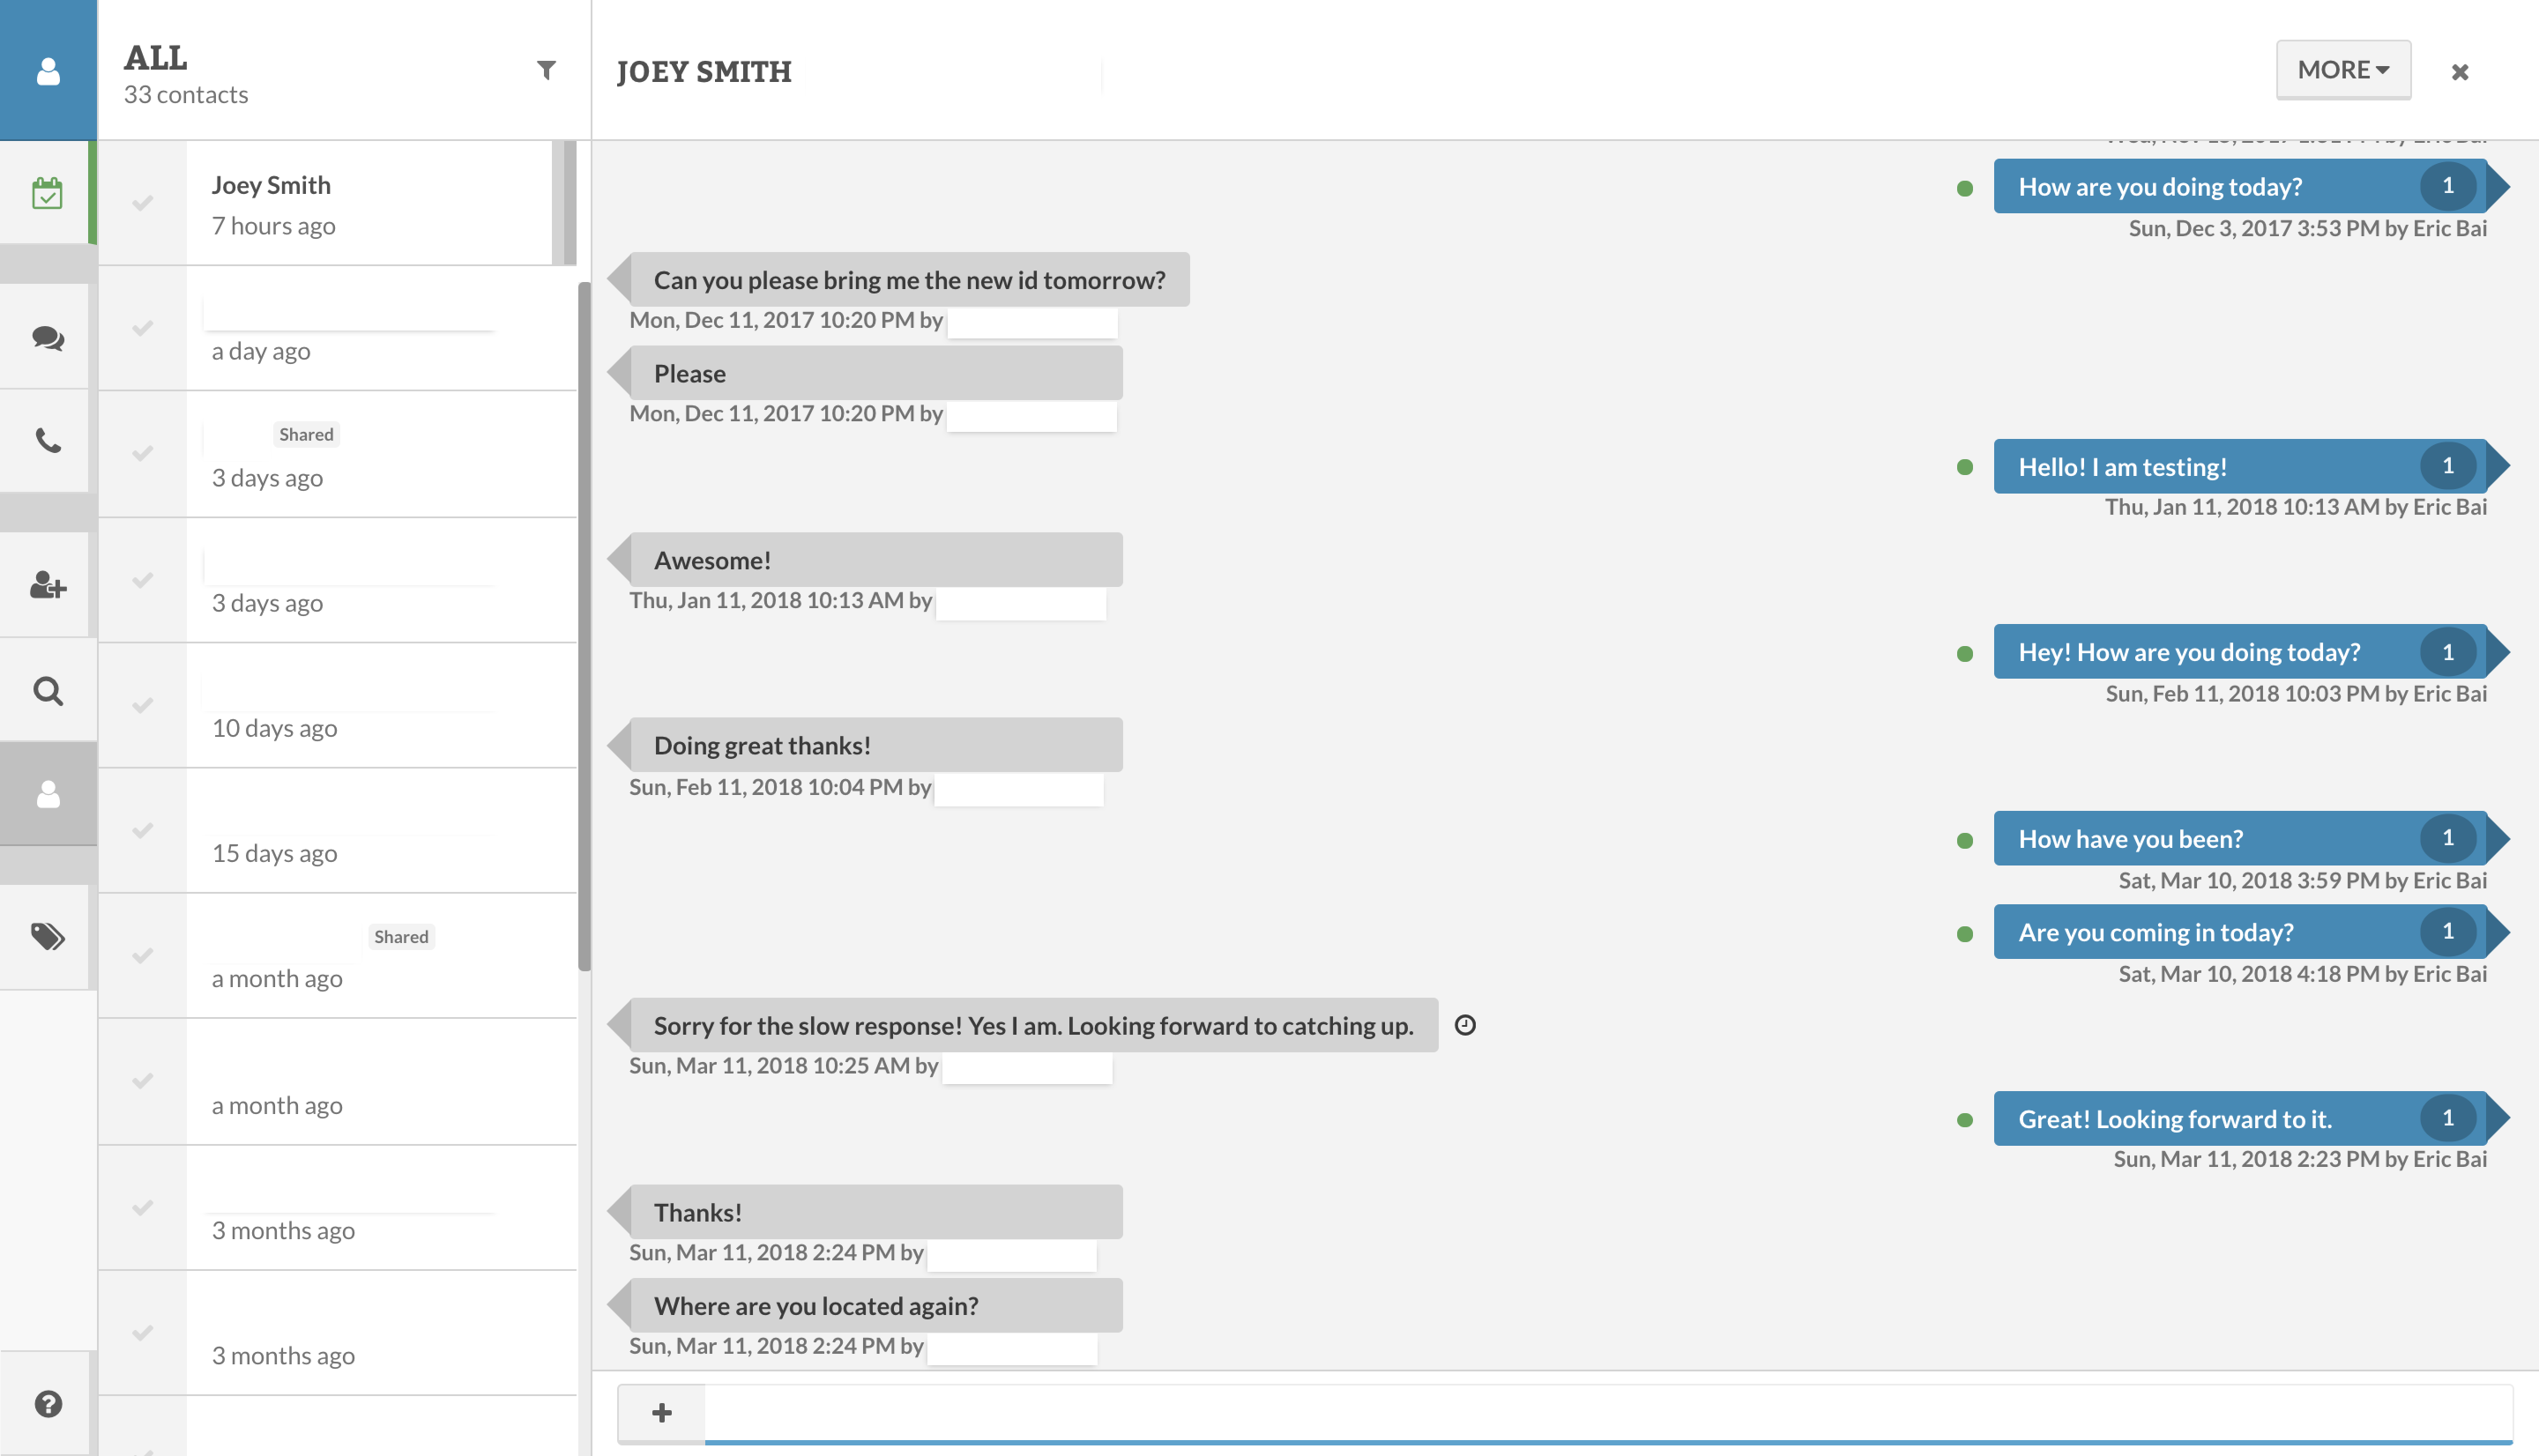 ALL
33 contacts
Joey Smith
7 hours ago
a day ago
Shared
3 days ago
3 days ago
10 days ago
15 days ago
Shared
a month ago
a month ago
3 months ago
3 months ago
JOEY SMITH
MORE
How are you doing today? 1
Sun, Dec 3, 2017 3:53 PM by Eric Bai
Can you please bring me the new id tomorrow?
Mon, Dec 11, 2017 10:20 PM by
Please
Mon, Dec 11, 2017 10:20 PM by
Hello! I am testing! 1
Thu, Jan 11, 2018 10:13 AM by Eric Bai
Awesome!
Thu, Jan 11, 2018 10:13 AM by
Hey! How are you doing today? 1
Sun, Feb 11, 2018 10:03 PM by Eric Bai
Doing great thanks!
Sun, Feb 11, 2018 10:04 PM by
How have you been? 1
Sat, Mar 10, 2018 3:59 PM by Eric Bai
Are you coming in today? 1
Sat, Mar 10, 2018 4:18 PM by Eric Bai
Sorry for the slow response! Yes I am. Looking forward to catching up.
Sun, Mar 11, 2018 10:25 AM by
Great! Looking forward to it. 1
Sun, Mar 11, 2018 2:23 PM by Eric Bai
Thanks!
Sun, Mar 11, 2018 2:24 PM by
Where are you located again?
Sun, Mar 11, 2018 2:24 PM by